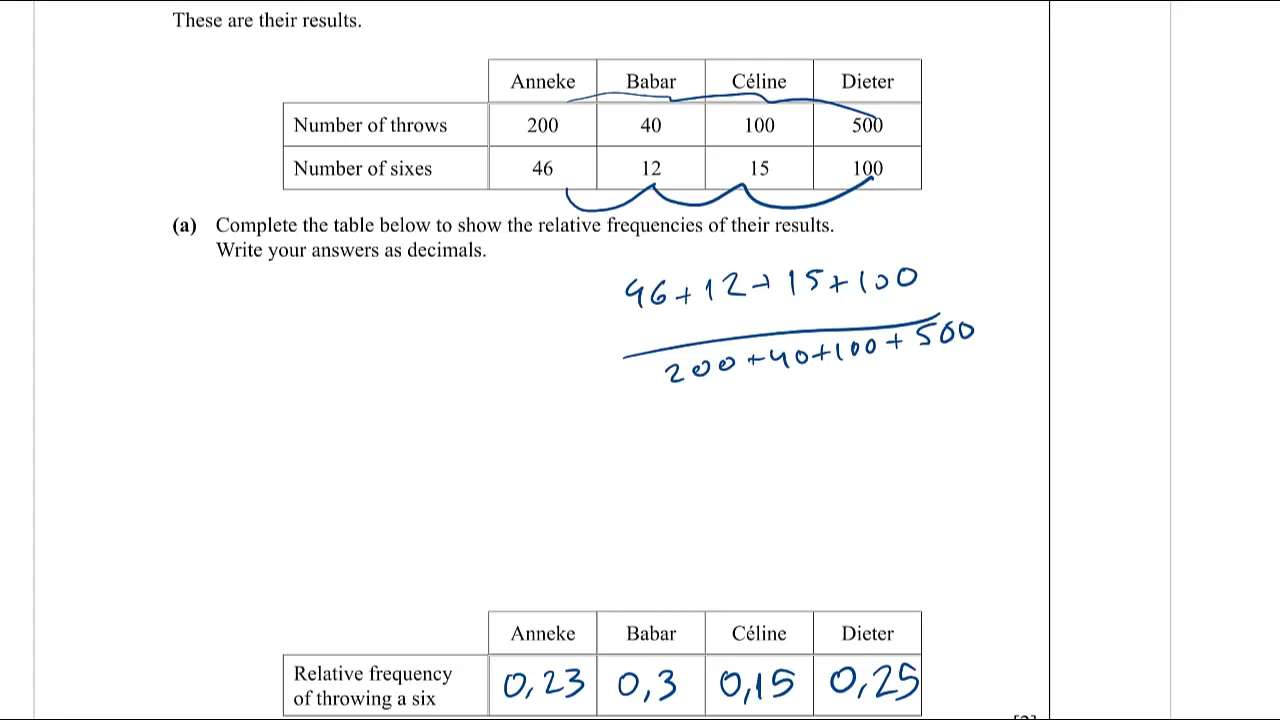 These are their results.
Anneke Babar Céline Dieter
Number of throws 200 40 100 500
Number of sixes 46 12 15 100
(a) Complete the table below to show the relative frequencies of their results.
Write your answers as decimals.
46+12+15+100
200+40+100+500
Anneke Babar Céline Dieter
Relative frequency
of throwing a six 0,23 0,3 0,15 0,25